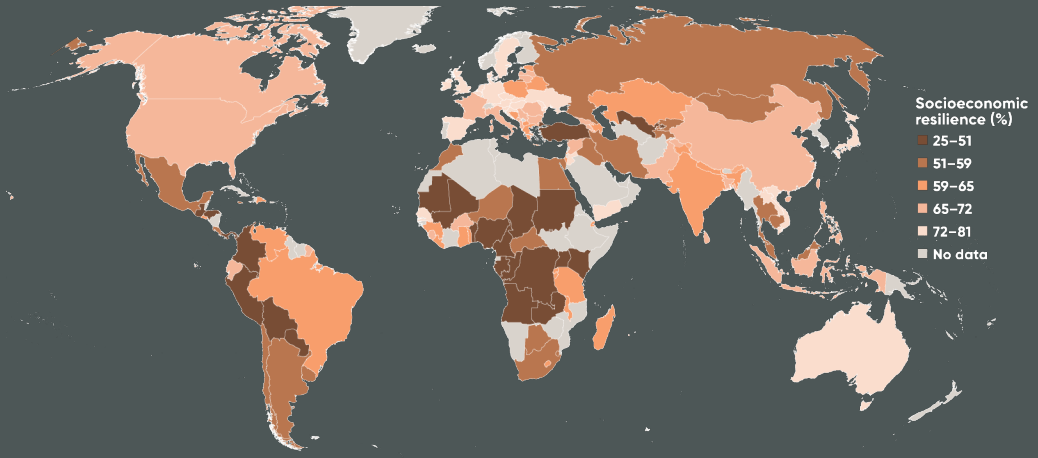 Socioeconomic
resilience (%)
25–51
51–59
59–65
65–72
72–81
No data